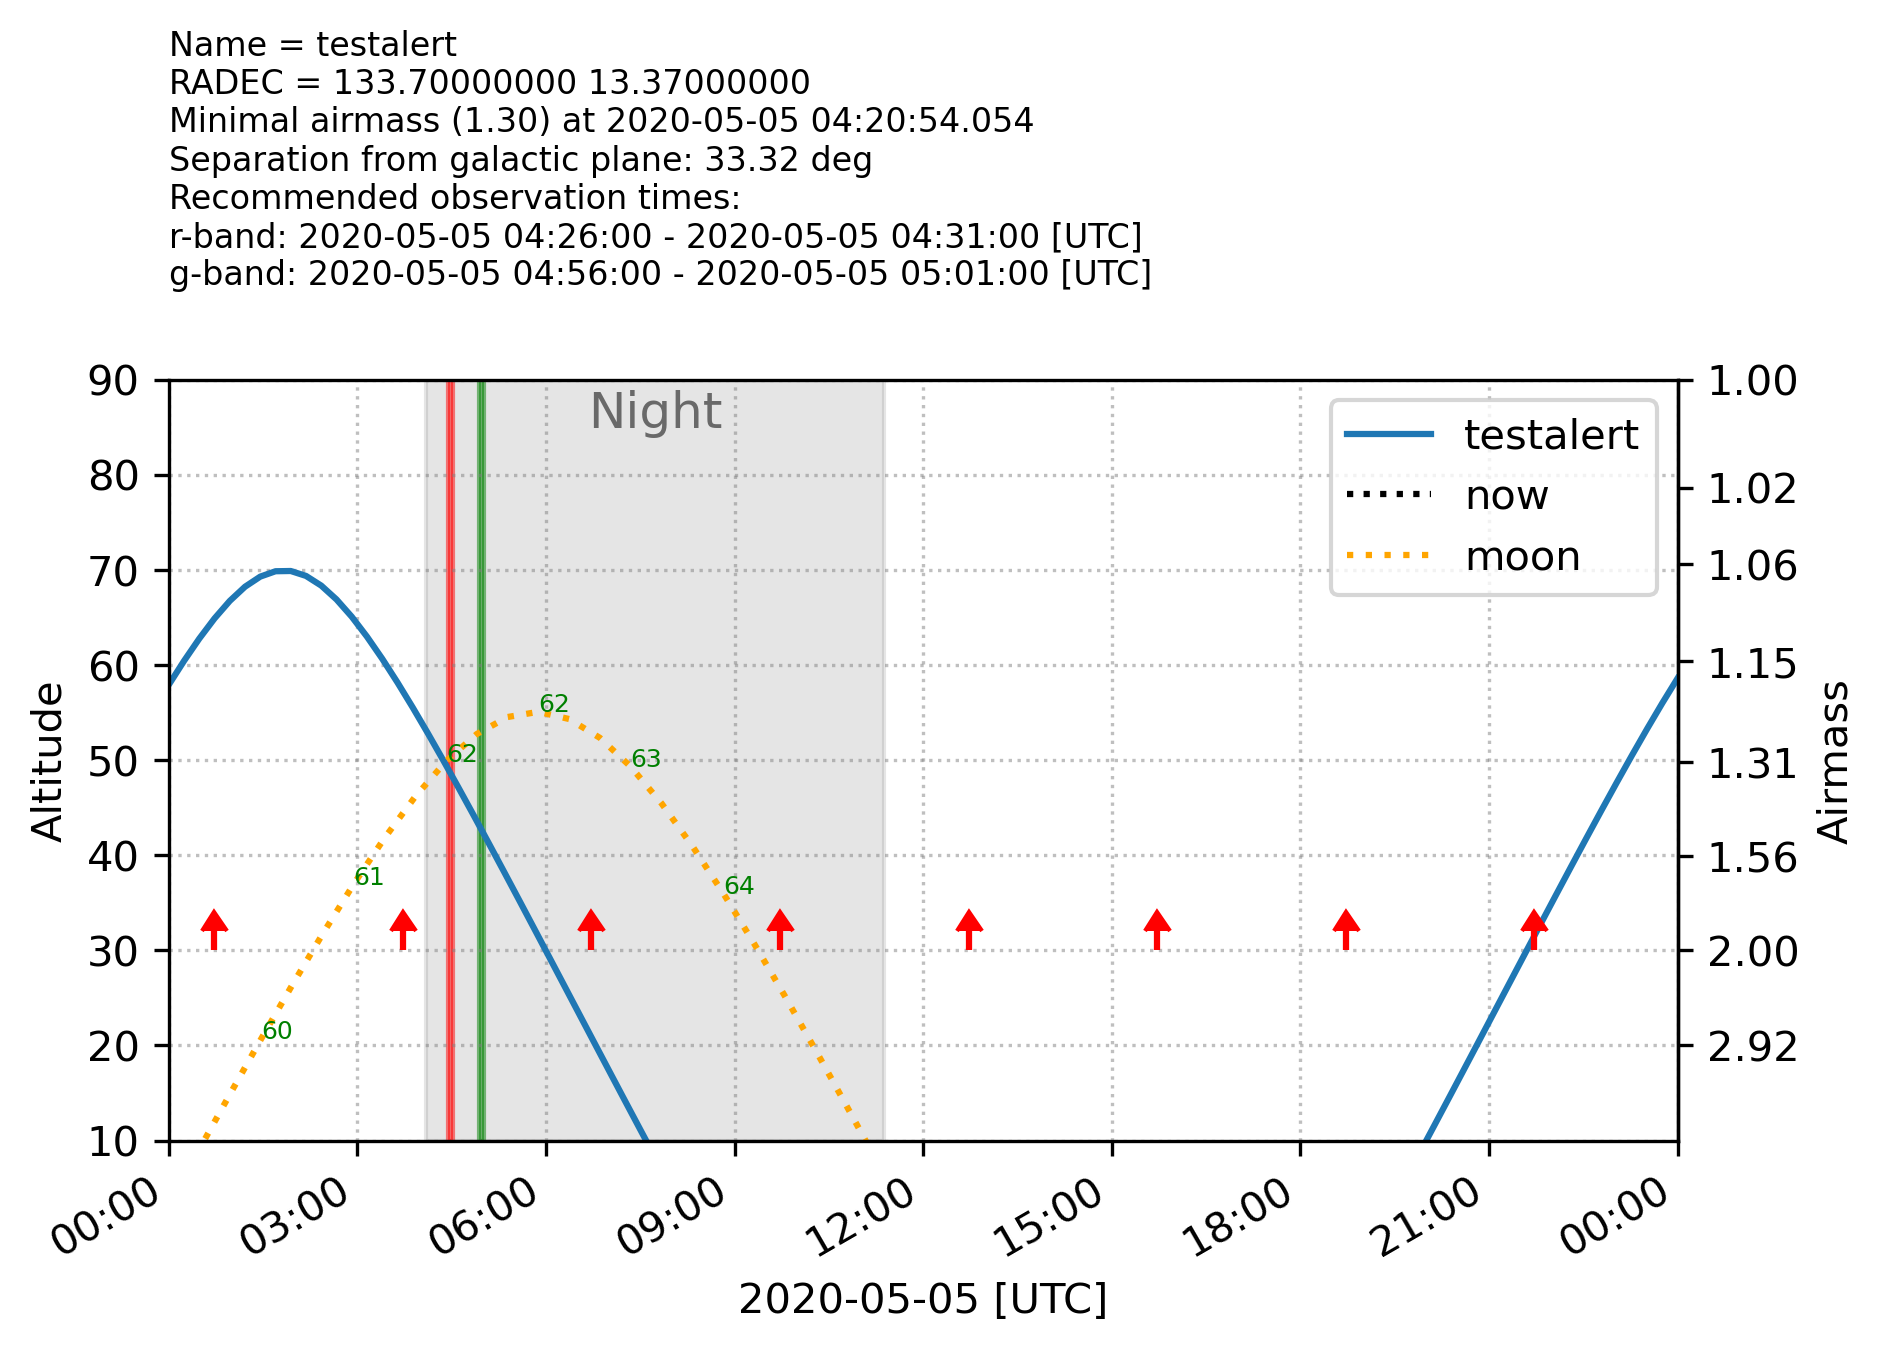 Name = testalert
RADEC = 133.70000000 13.37000000
Minimal airmass (1.30) at 2020-05-05 04:20:54.054
Separation from galactic plane: 33.32 deg
Recommended observation times:
r-band: 2020-05-05 04:26:00 - 2020-05-05 04:31:00 [UTC]
g-band: 2020-05-05 04:56:00 - 2020-05-05 05:01:00 [UTC]
Night
testalert
now
moon
Altitude
90
80
70
60
50
40
30
20
10
60
61
62
62
63
64
1.00
1.02
1.06
1.15
1.31
1.56
2.00
2.92
Airmass
00:00
03:00
06:00
09:00
12:00
15:00
18:00
21:00
00:00
2020-05-05 [UTC]